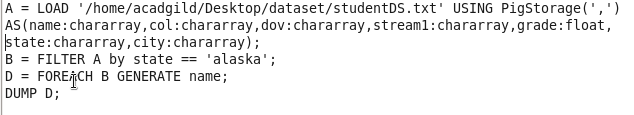 A = LOAD '/home/acadgild/Desktop/dataset/studentDS.txt' USING PigStorage(',')
AS(name:chararray,col:chararray,dov:chararray,stream1:chararray,grade:float,
state:chararray,city:chararray);
B = FILTER A by state == 'alaska';
D = FOREACH B GENERATE name;
DUMP D;